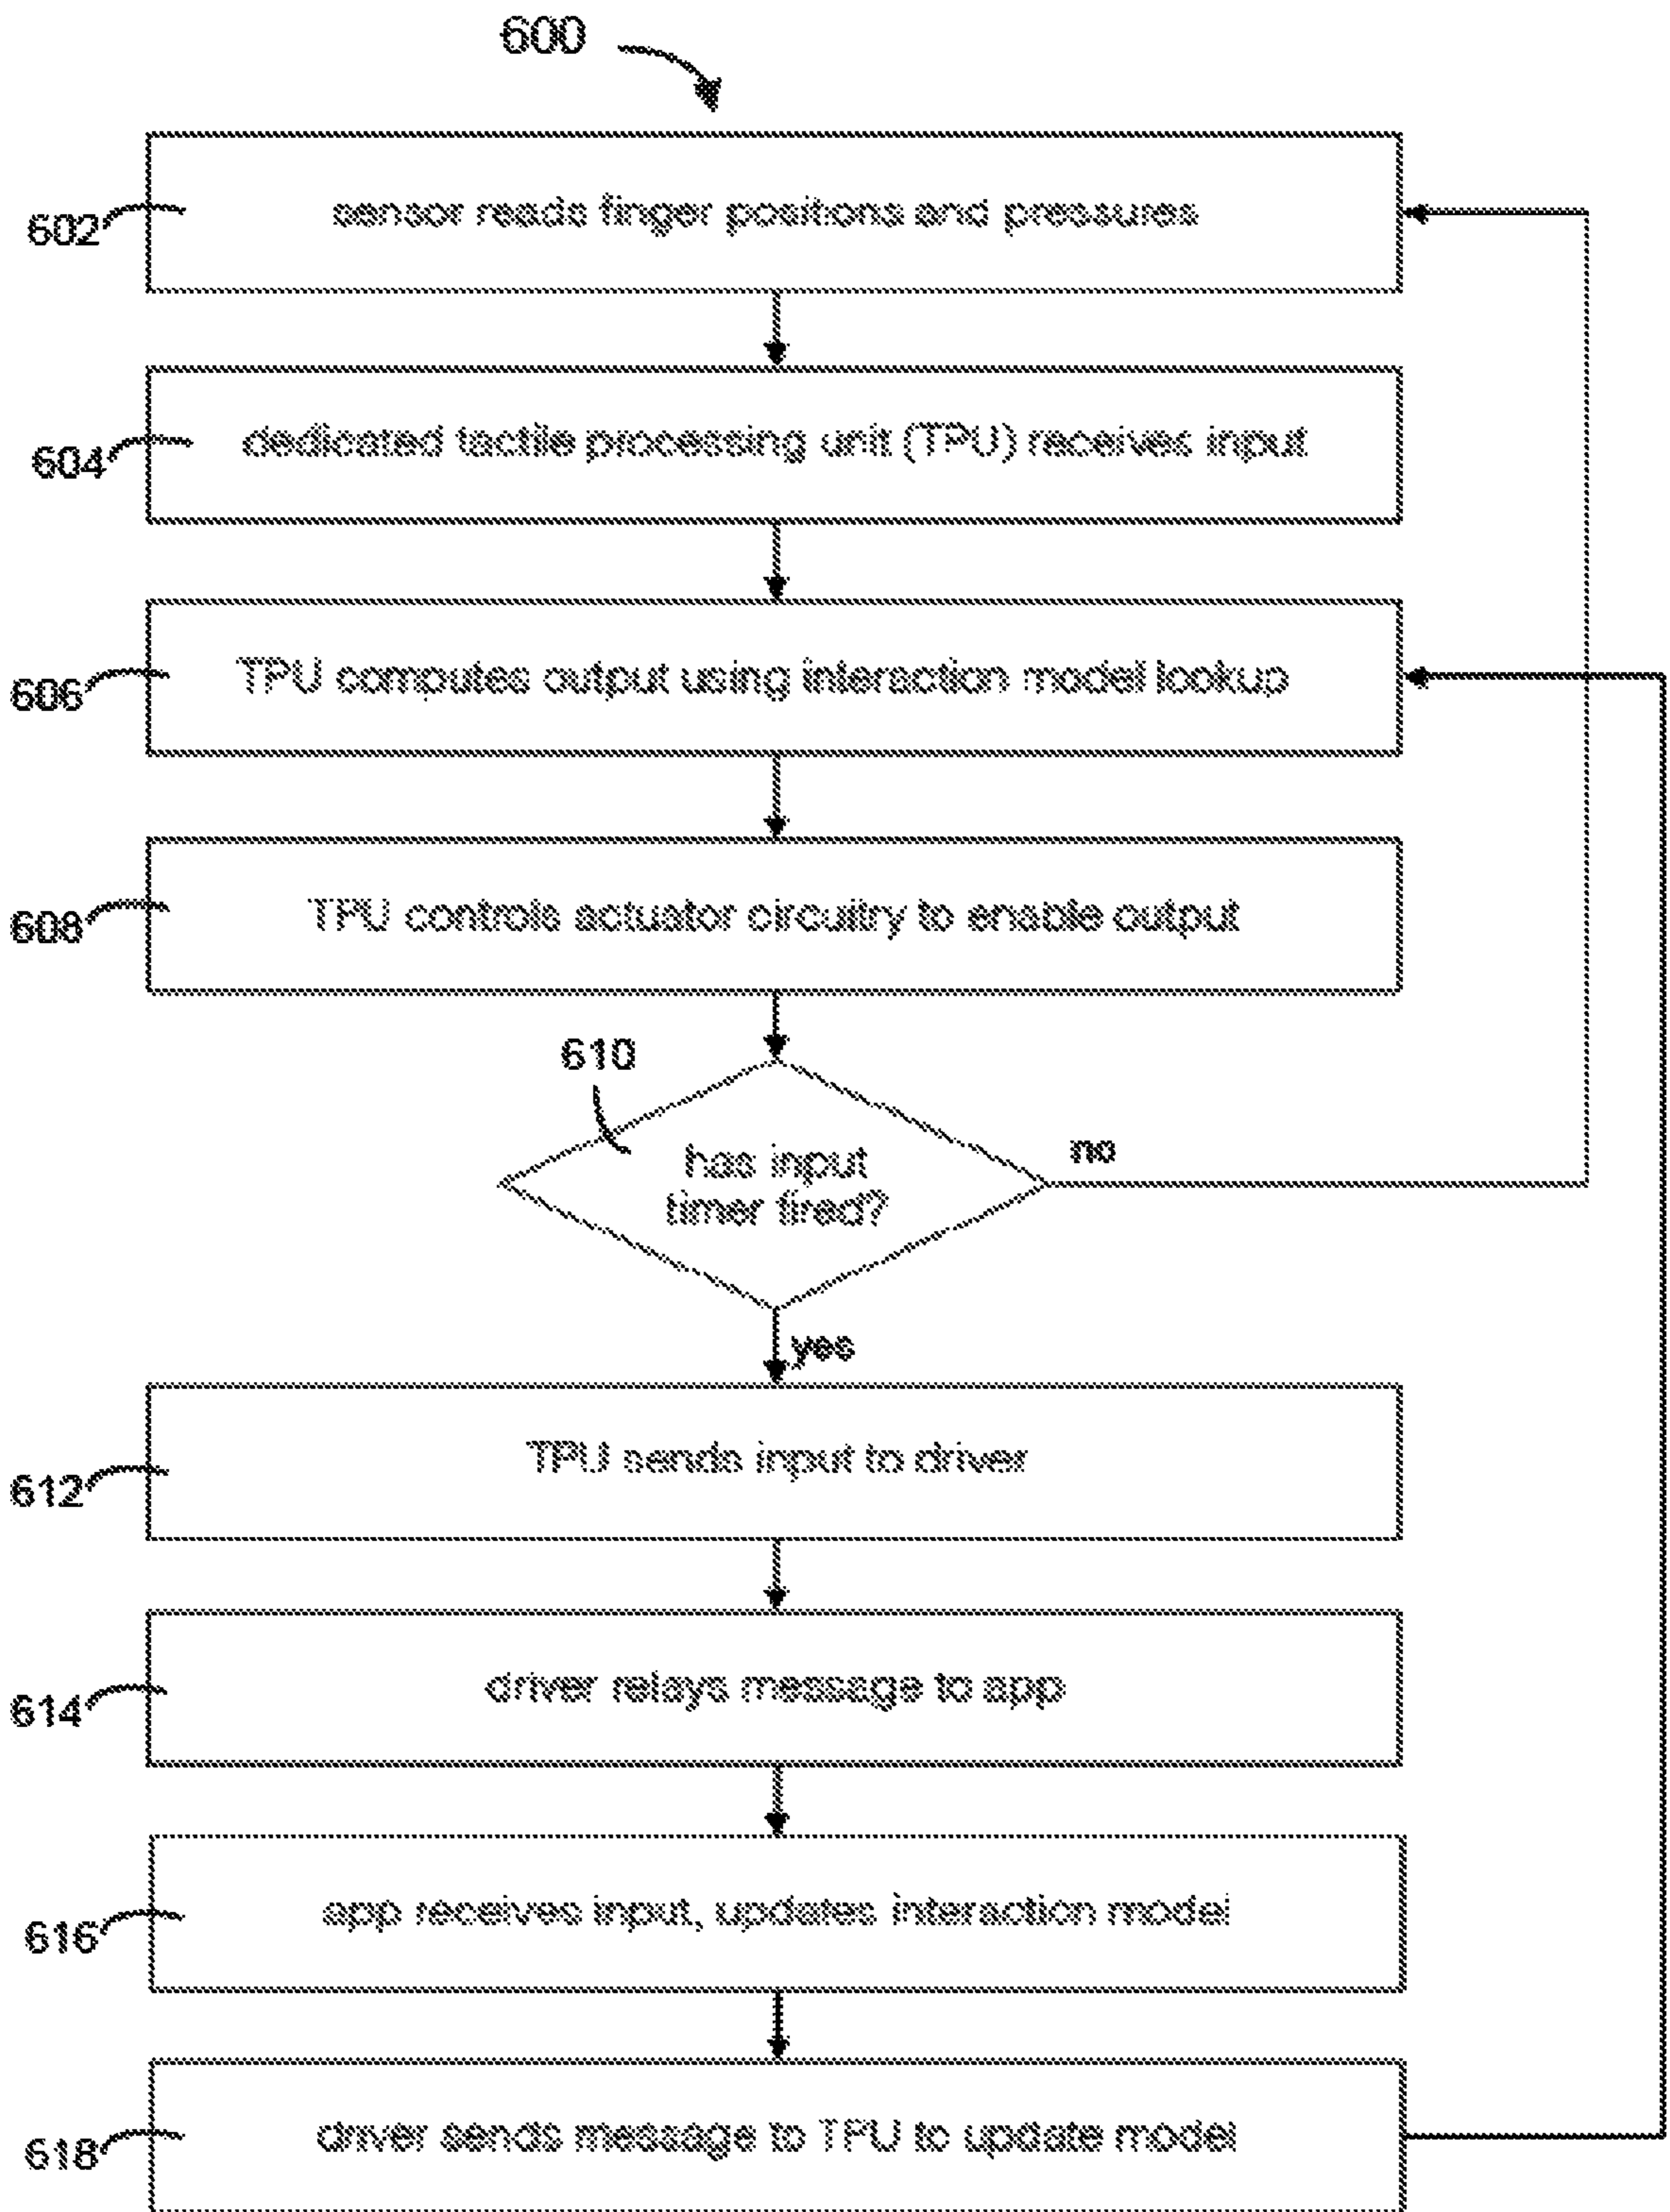 600
602
sensor reads finger positions and pressures
604
dedicated tactile processing unit (TPU) receives input
606
TPU computes output using interaction model lookup
608
TPU controls actuator circuitry to enable output
610
has input
timer fired?
no
yes
612
TPU sends input to driver
614
driver relays message to app
616
app receives input, updates interaction model
618
driver sends message to TPU to update model